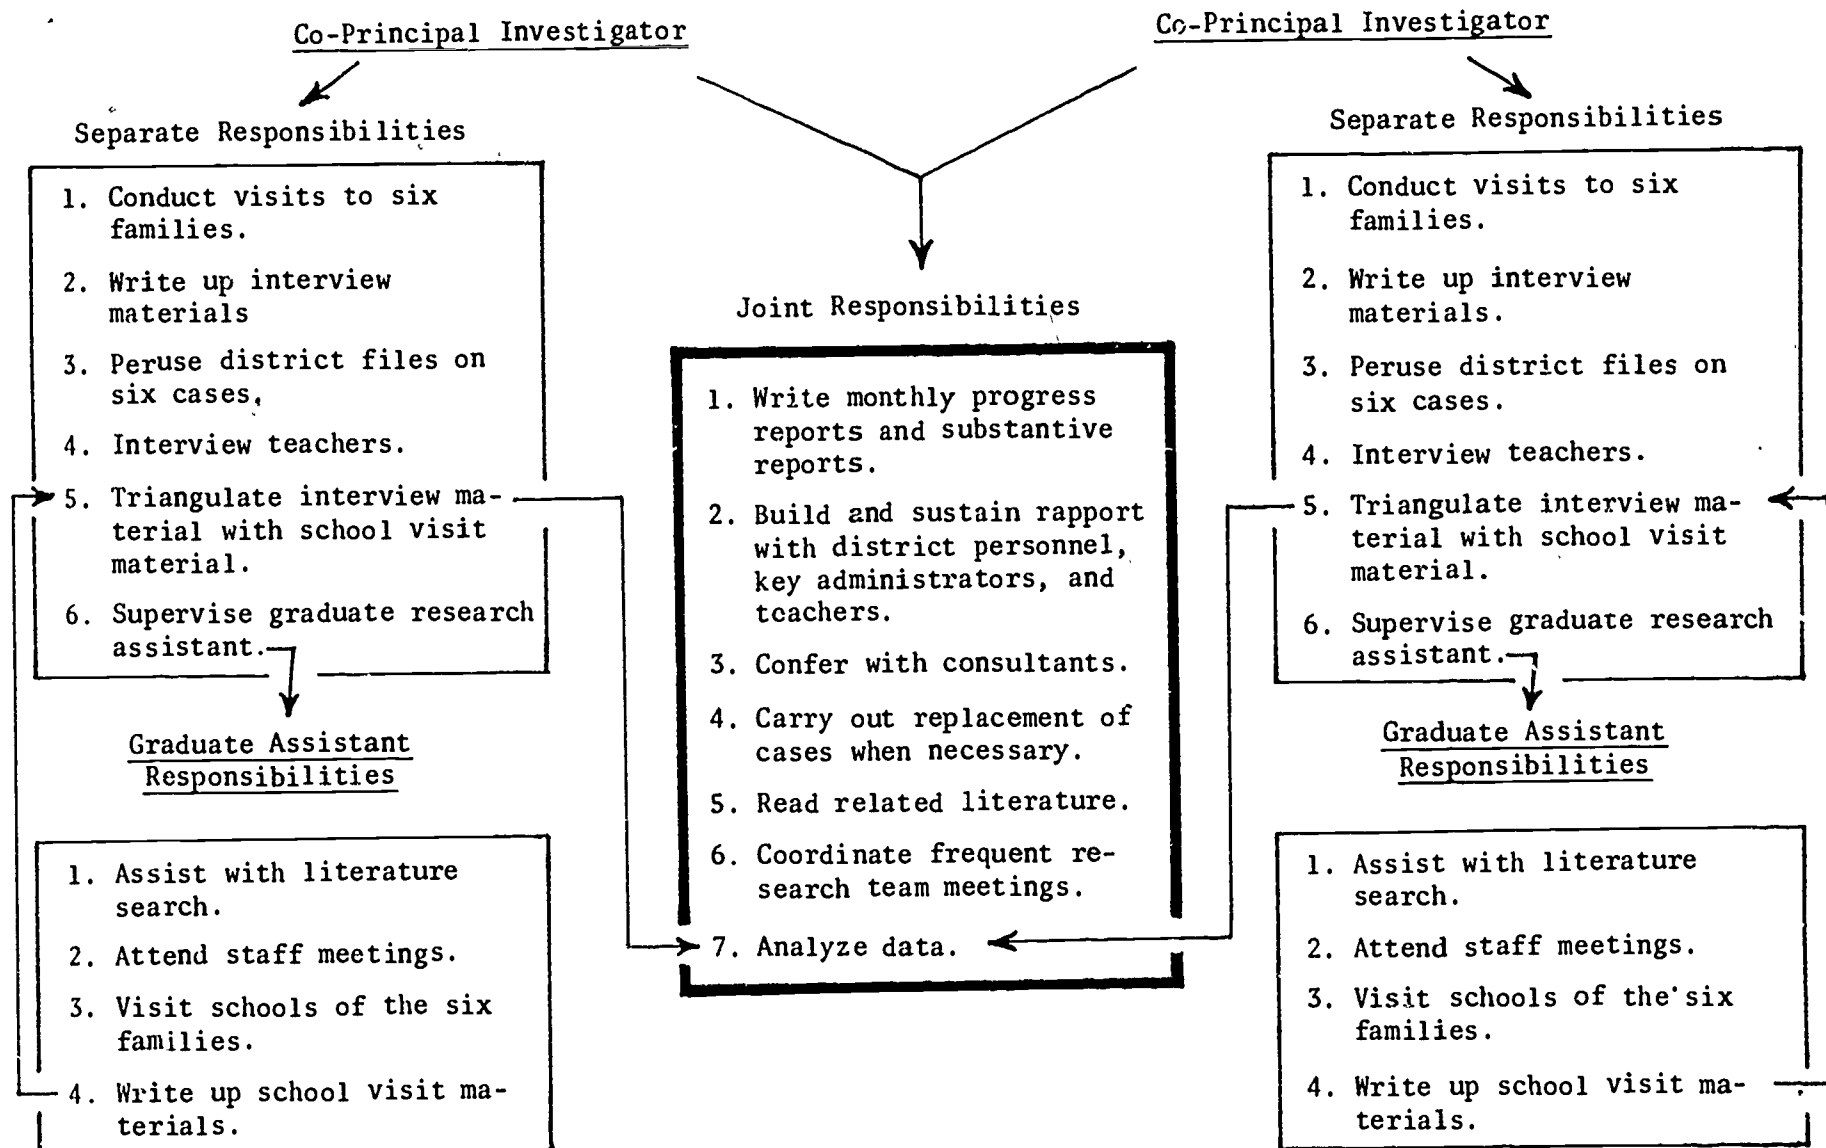 Co-Principal Investigator
Separate Responsibilities
1. Conduct visits to six
families.
2. Write up interview
materials
3. Peruse district files on
six cases.
4. Interview teachers.
5. Triangulate interview ma-
terial with school visit
material.
6. Supervise graduate research
assistant.
Graduate Assistant
Responsibilities
1. Assist with literature
search.
2. Attend staff meetings.
3. Visit schools of the six
families.
4. Write up school visit ma-
terials.
Joint Responsibilities
1. Write monthly progress
reports and substantive
reports.
2. Build and sustain rapport
with district personnel,
key administrators, and
teachers.
3. Confer with consultants.
4. Carry out replacement of
cases when necessary.
5. Read related literature.
6. Coordinate frequent re-
search team meetings.
7. Analyze data.
Co-Principal Investigator
Separate Responsibilities
1. Conduct visits to six
families.
2. Write up interview
materials.
3. Peruse district files on
six cases.
4. Interview teachers.
5. Triangulate interview ma-
terial with school visit
material.
6. Supervise graduate research
assistant.
Graduate Assistant
Responsibilities
1. Assist with literature
search.
2. Attend staff meetings.
3. Visit schools of the six
families.
4. Write up school visit ma-
terials.